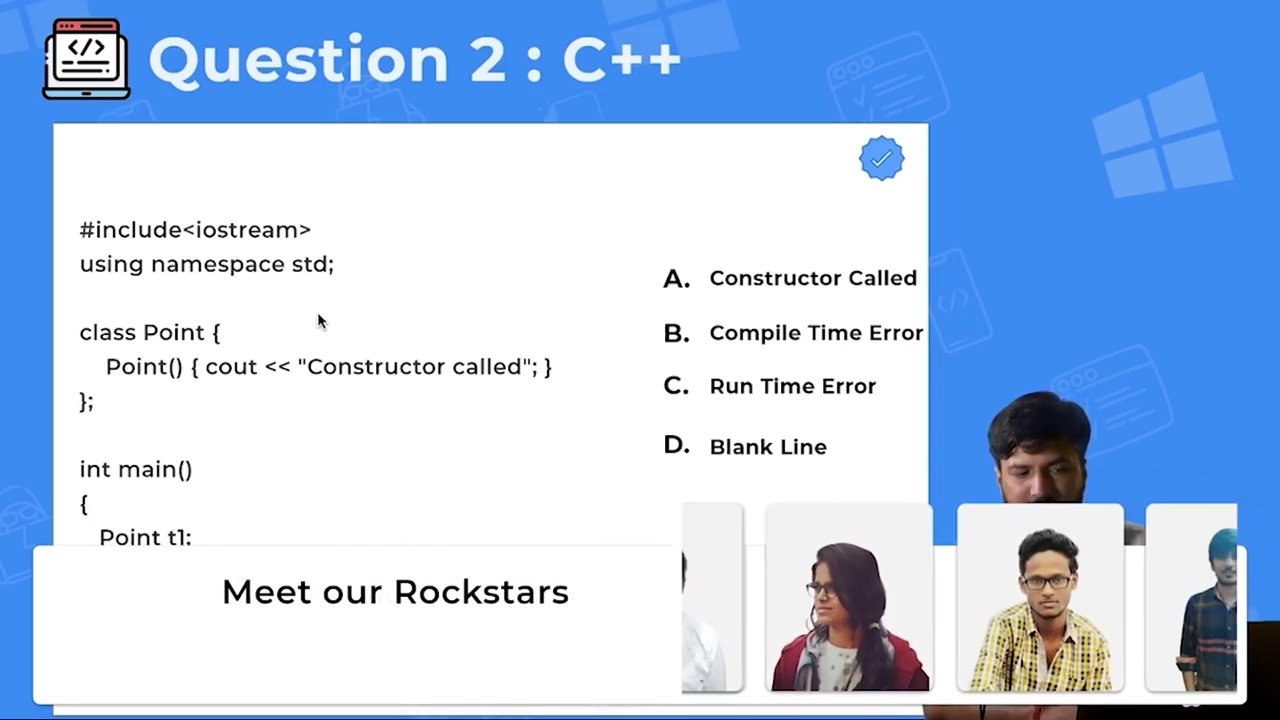 </>
Question 2 : C++
#include<iostream>
using namespace std;
class Point {
Point() { cout << "Constructor called"; }
};
int main()
{
Point t1;
A. Constructor Called
B. Compile Time Error
C. Run Time Error
D. Blank Line
Meet our Rockstars